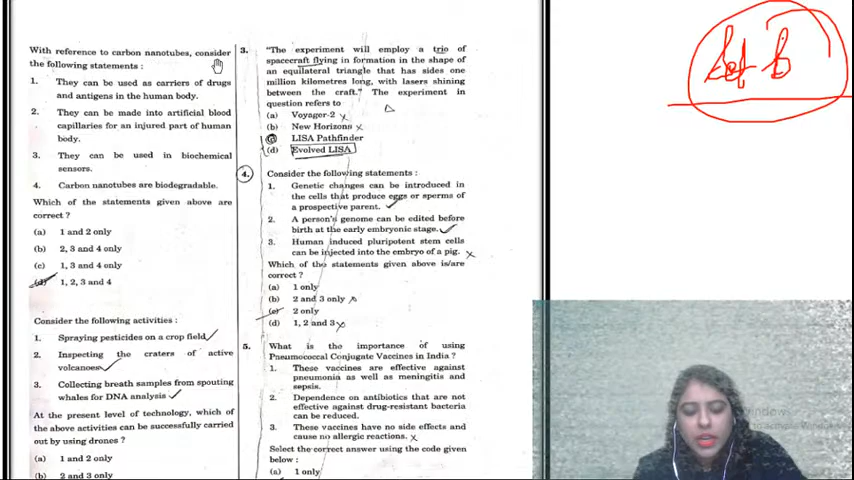 With reference to carbon nanotubes, consider
the following statements :
1. They can be used as carriers of drugs
and antigens in the human body.
2. They can be made into artificial blood
capillaries for an injured part of human
body.
3. They can be used in biochemical
sensors.
4. Carbon nanotubes are biodegradable.
Which of the statements given above are
correct ?
(a) 1 and 2 only
(b) 2, 3 and 4 only
(c) 1, 3 and 4 only
(d) 1, 2, 3 and 4
Consider the following activities :
1. Spraying pesticides on a crop field
2. Inspecting the craters of active
volcanoes
3. Collecting breath samples from spouting
whales for DNA analysis
At the present level of technology, which of
the above activities can be successfully carried
out by using drones ?
(a) 1 and 2 only
(b) 2 and 3 only
3. "The experiment will employ a trio of
spacecraft flying in formation in the shape of
an equilateral triangle that has sides one
million kilometres long, with lasers shining
between the craft." The experiment in
question refers to
(a) Voyager-2
(b) New Horizons
LISA Pathfinder
(d) Evolved LISA
4. Consider the following statements :
1. Genetic changes can be introduced in
the cells that produce eggs or sperms of
a prospective parent.
2. A person's genome can be edited before
birth at the early embryonic stage.
3. Human induced pluripotent stem cells
can be injected into the embryo of a pig.
Which of the statements given above is/are
correct ?
(a) 1 only
(b) 2 and 3 only
(c) 2 only
(d) 1, 2 and 3
5. What is the importance of using
Pneumococcal Conjugate Vaccines in India ?
1. These vaccines are effective against
pneumonia as well as meningitis and
sepsis.
2. Dependence on antibiotics that are not
effective against drug-resistant bacteria
can be reduced.
3. These vaccines have no side effects and
cause no allergic reactions.
Select the correct answer using the code given
below :
(a) 1 only
Set b